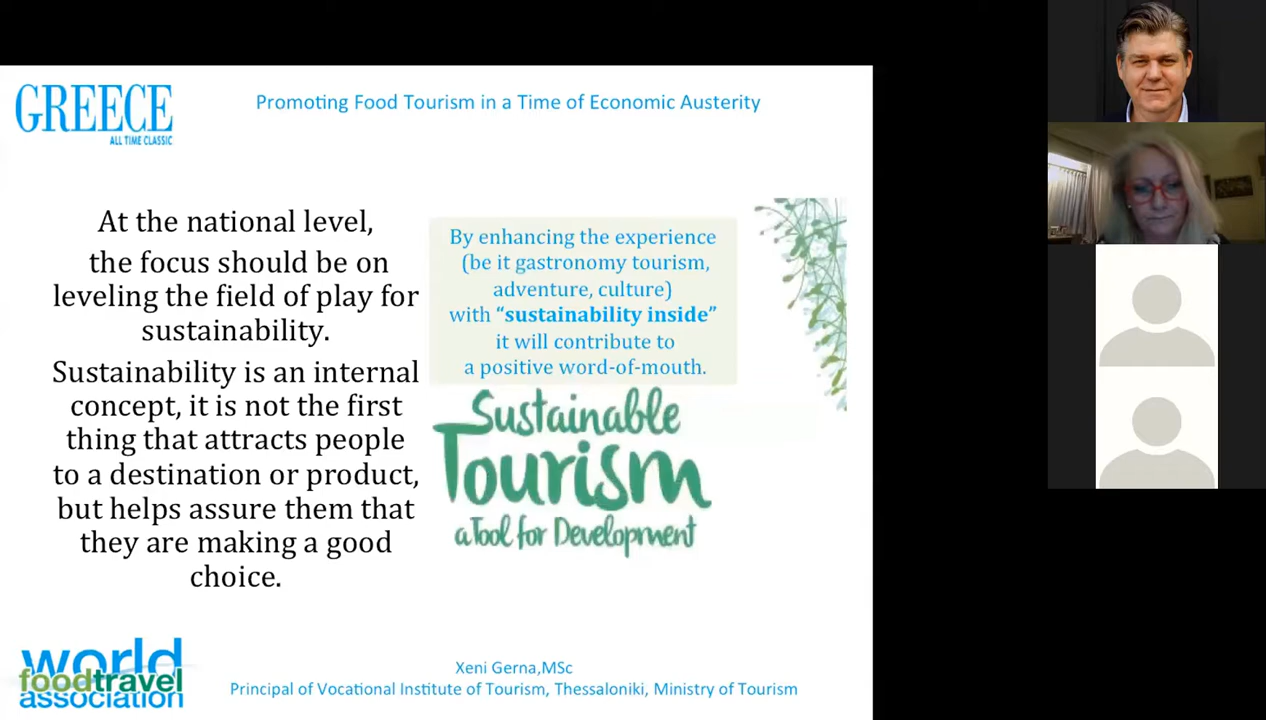 GREECE
ALL TIME CLASSIC
Promoting Food Tourism in a Time of Economic Austerity
At the national level,
the focus should be on
leveling the field of play for
sustainability.
Sustainability is an internal
concept, it is not the first
thing that attracts people
to a destination or product,
but helps assure them that
they are making a good
choice.
By enhancing the experience
(be it gastronomy tourism,
adventure, culture)
with “sustainability inside”
it will contribute to
a positive word-of-mouth.
Sustainable
Tourism
a Tool for Development
world
foodtravel
association
Xeni Gerna,MSc
Principal of Vocational Institute of Tourism, Thessaloniki, Ministry of Tourism